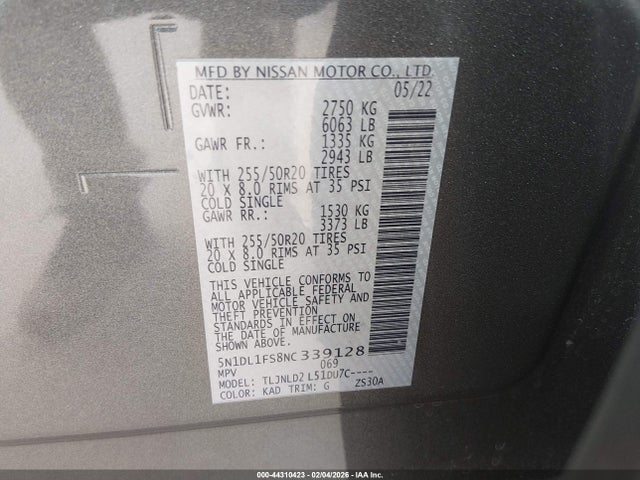 MFD BY NISSAN MOTOR CO., LTD.
DATE: 05/22
GVWR: 2750 KG
6063 LB
GAWR FR.: 1335 KG
2943 LB
WITH 255/50R20 TIRES
20 X 8.0 RIMS AT 35 PSI
COLD SINGLE
GAWR RR.: 1530 KG
3373 LB
WITH 255/50R20 TIRES
20 X 8.0 RIMS AT 35 PSI
COLD SINGLE
THIS VEHICLE CONFORMS TO
ALL APPLICABLE FEDERAL
MOTOR VEHICLE SAFETY AND
THEFT PREVENTION
STANDARDS IN EFFECT ON
THE DATE OF MANUFACTURE
SHOWN ABOVE.
5N1DL1FS8NC339128
MPV 069
MODEL: TLJNLD2 L51DU7C----
COLOR: KAD TRIM: G ZS30A
000-44310423 - 02/04/2026 - IAA Inc.